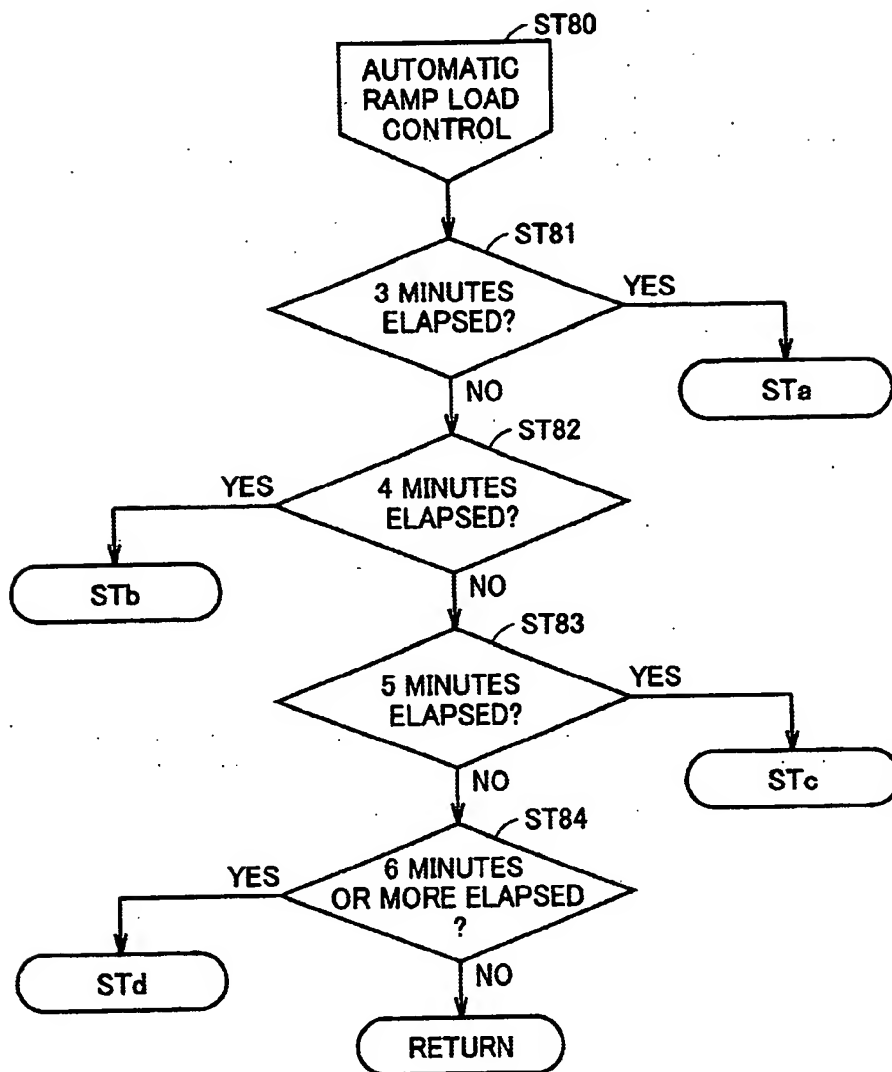 ST80
AUTOMATIC
RAMP LOAD
CONTROL
ST81
3 MINUTES
ELAPSED?
YES
STa
NO
ST82
4 MINUTES
ELAPSED?
YES
STb
NO
ST83
5 MINUTES
ELAPSED?
YES
STc
NO
ST84
6 MINUTES
OR MORE ELAPSED
?
YES
STd
NO
RETURN